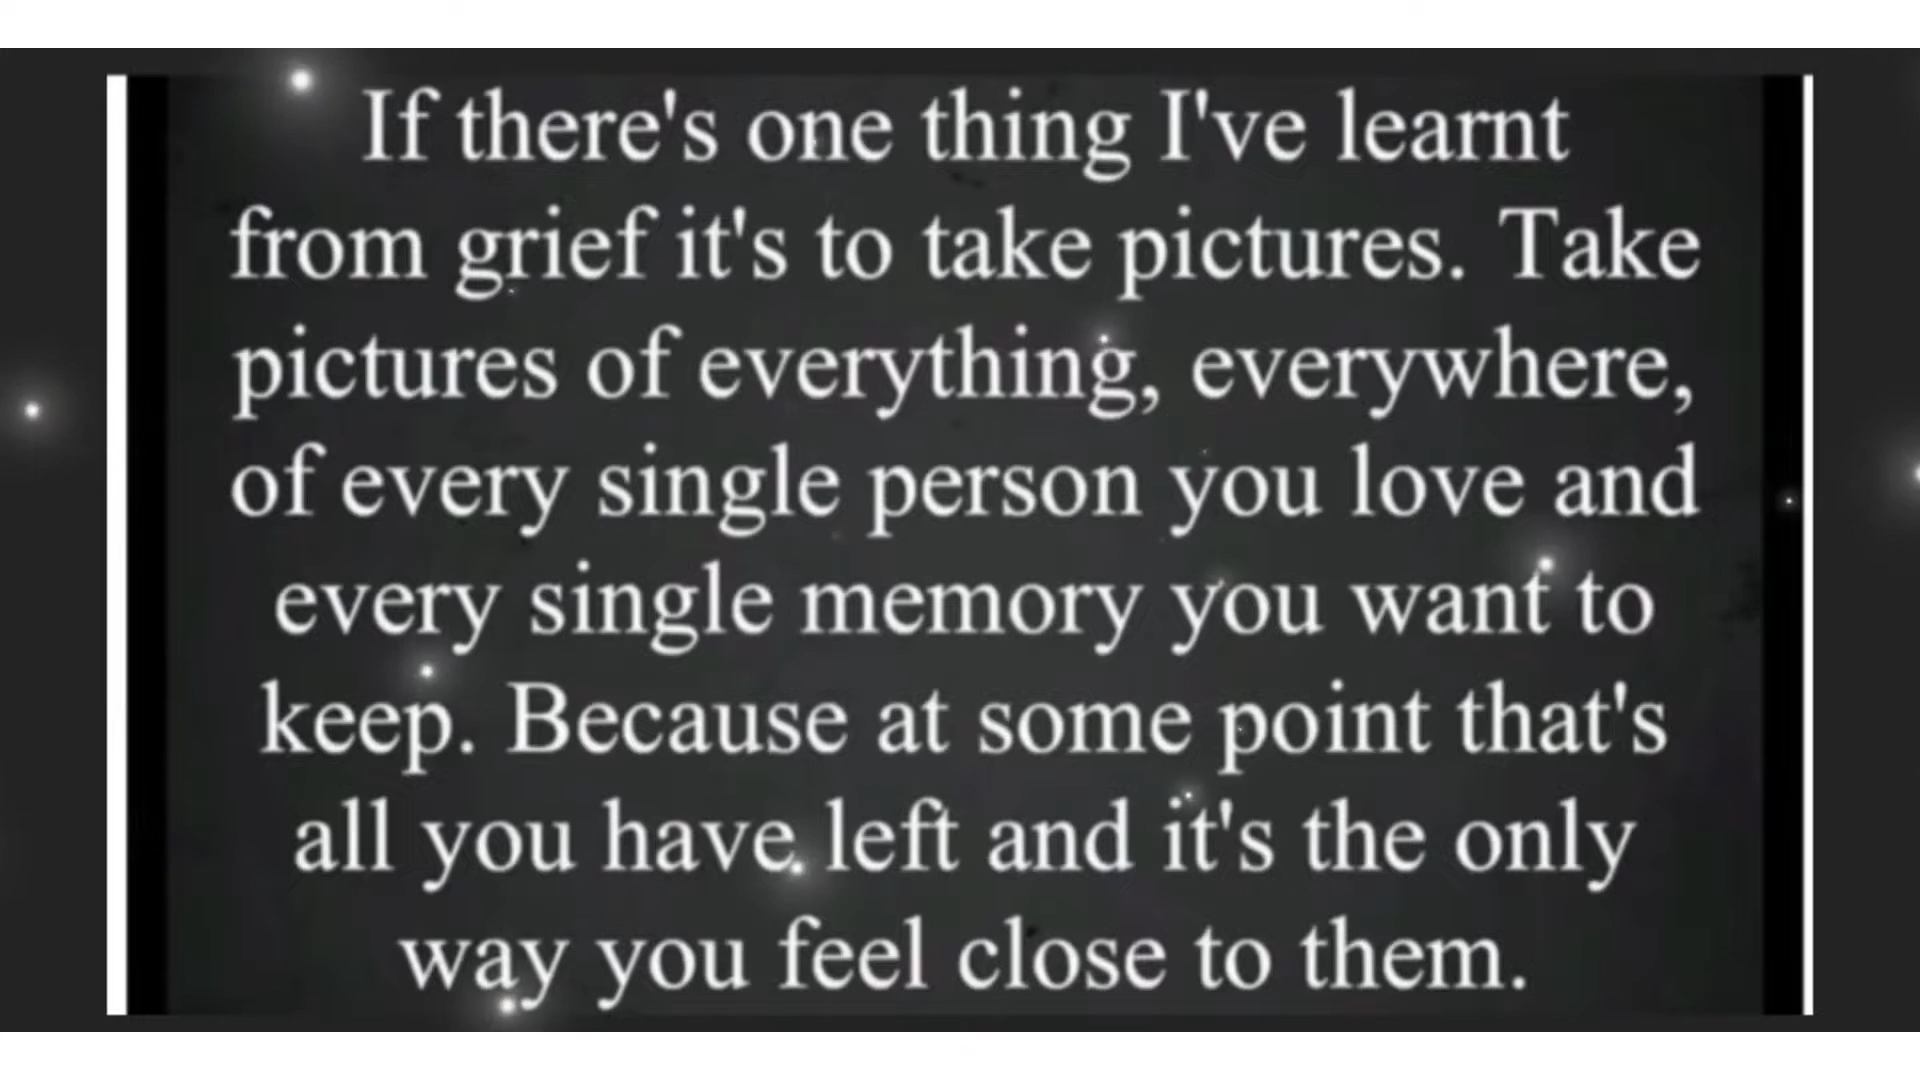 If there's one thing I've learnt
from grief it's to take pictures. Take
pictures of everything, everywhere,
of every single person you love and
every single memory you want to
keep. Because at some point that's
all you have left and it's the only
way you feel close to them.